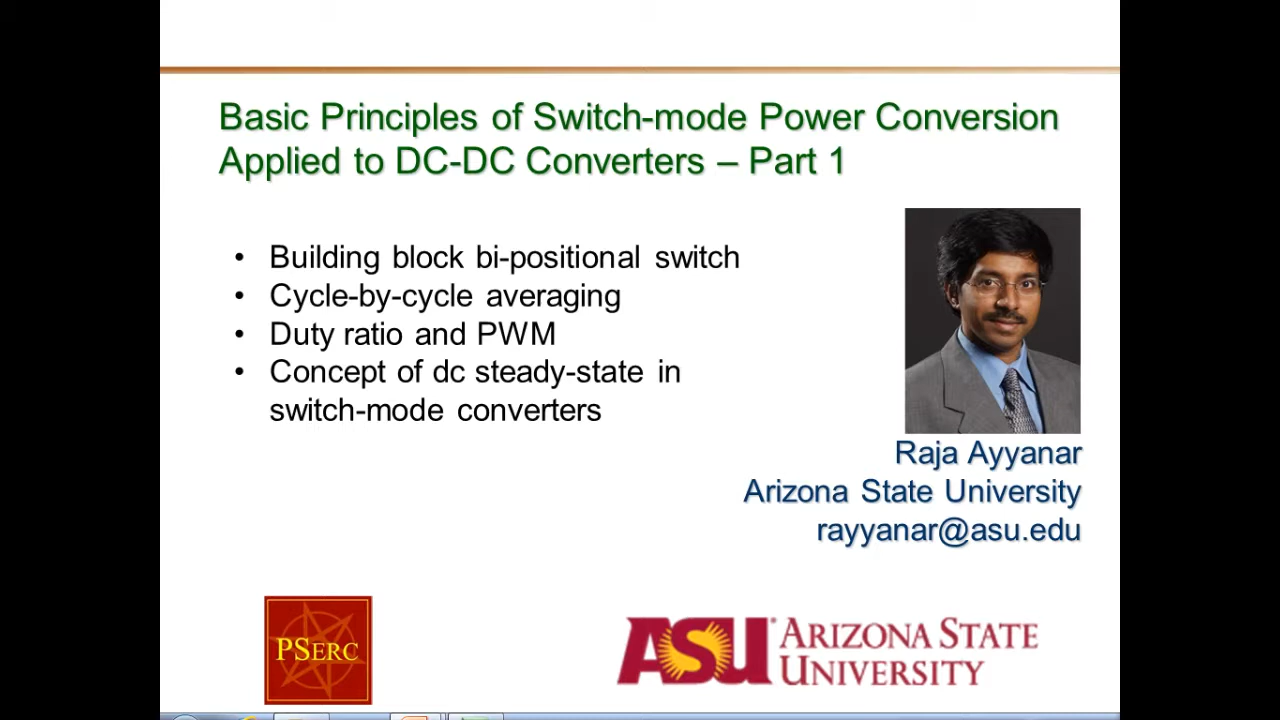 Basic Principles of Switch-mode Power Conversion
Applied to DC-DC Converters – Part 1
• Building block bi-positional switch
• Cycle-by-cycle averaging
• Duty ratio and PWM
• Concept of dc steady-state in
switch-mode converters
Raja Ayyanar
Arizona State University
rayyanar@asu.edu
PSERC
ASU ARIZONA STATE
UNIVERSITY